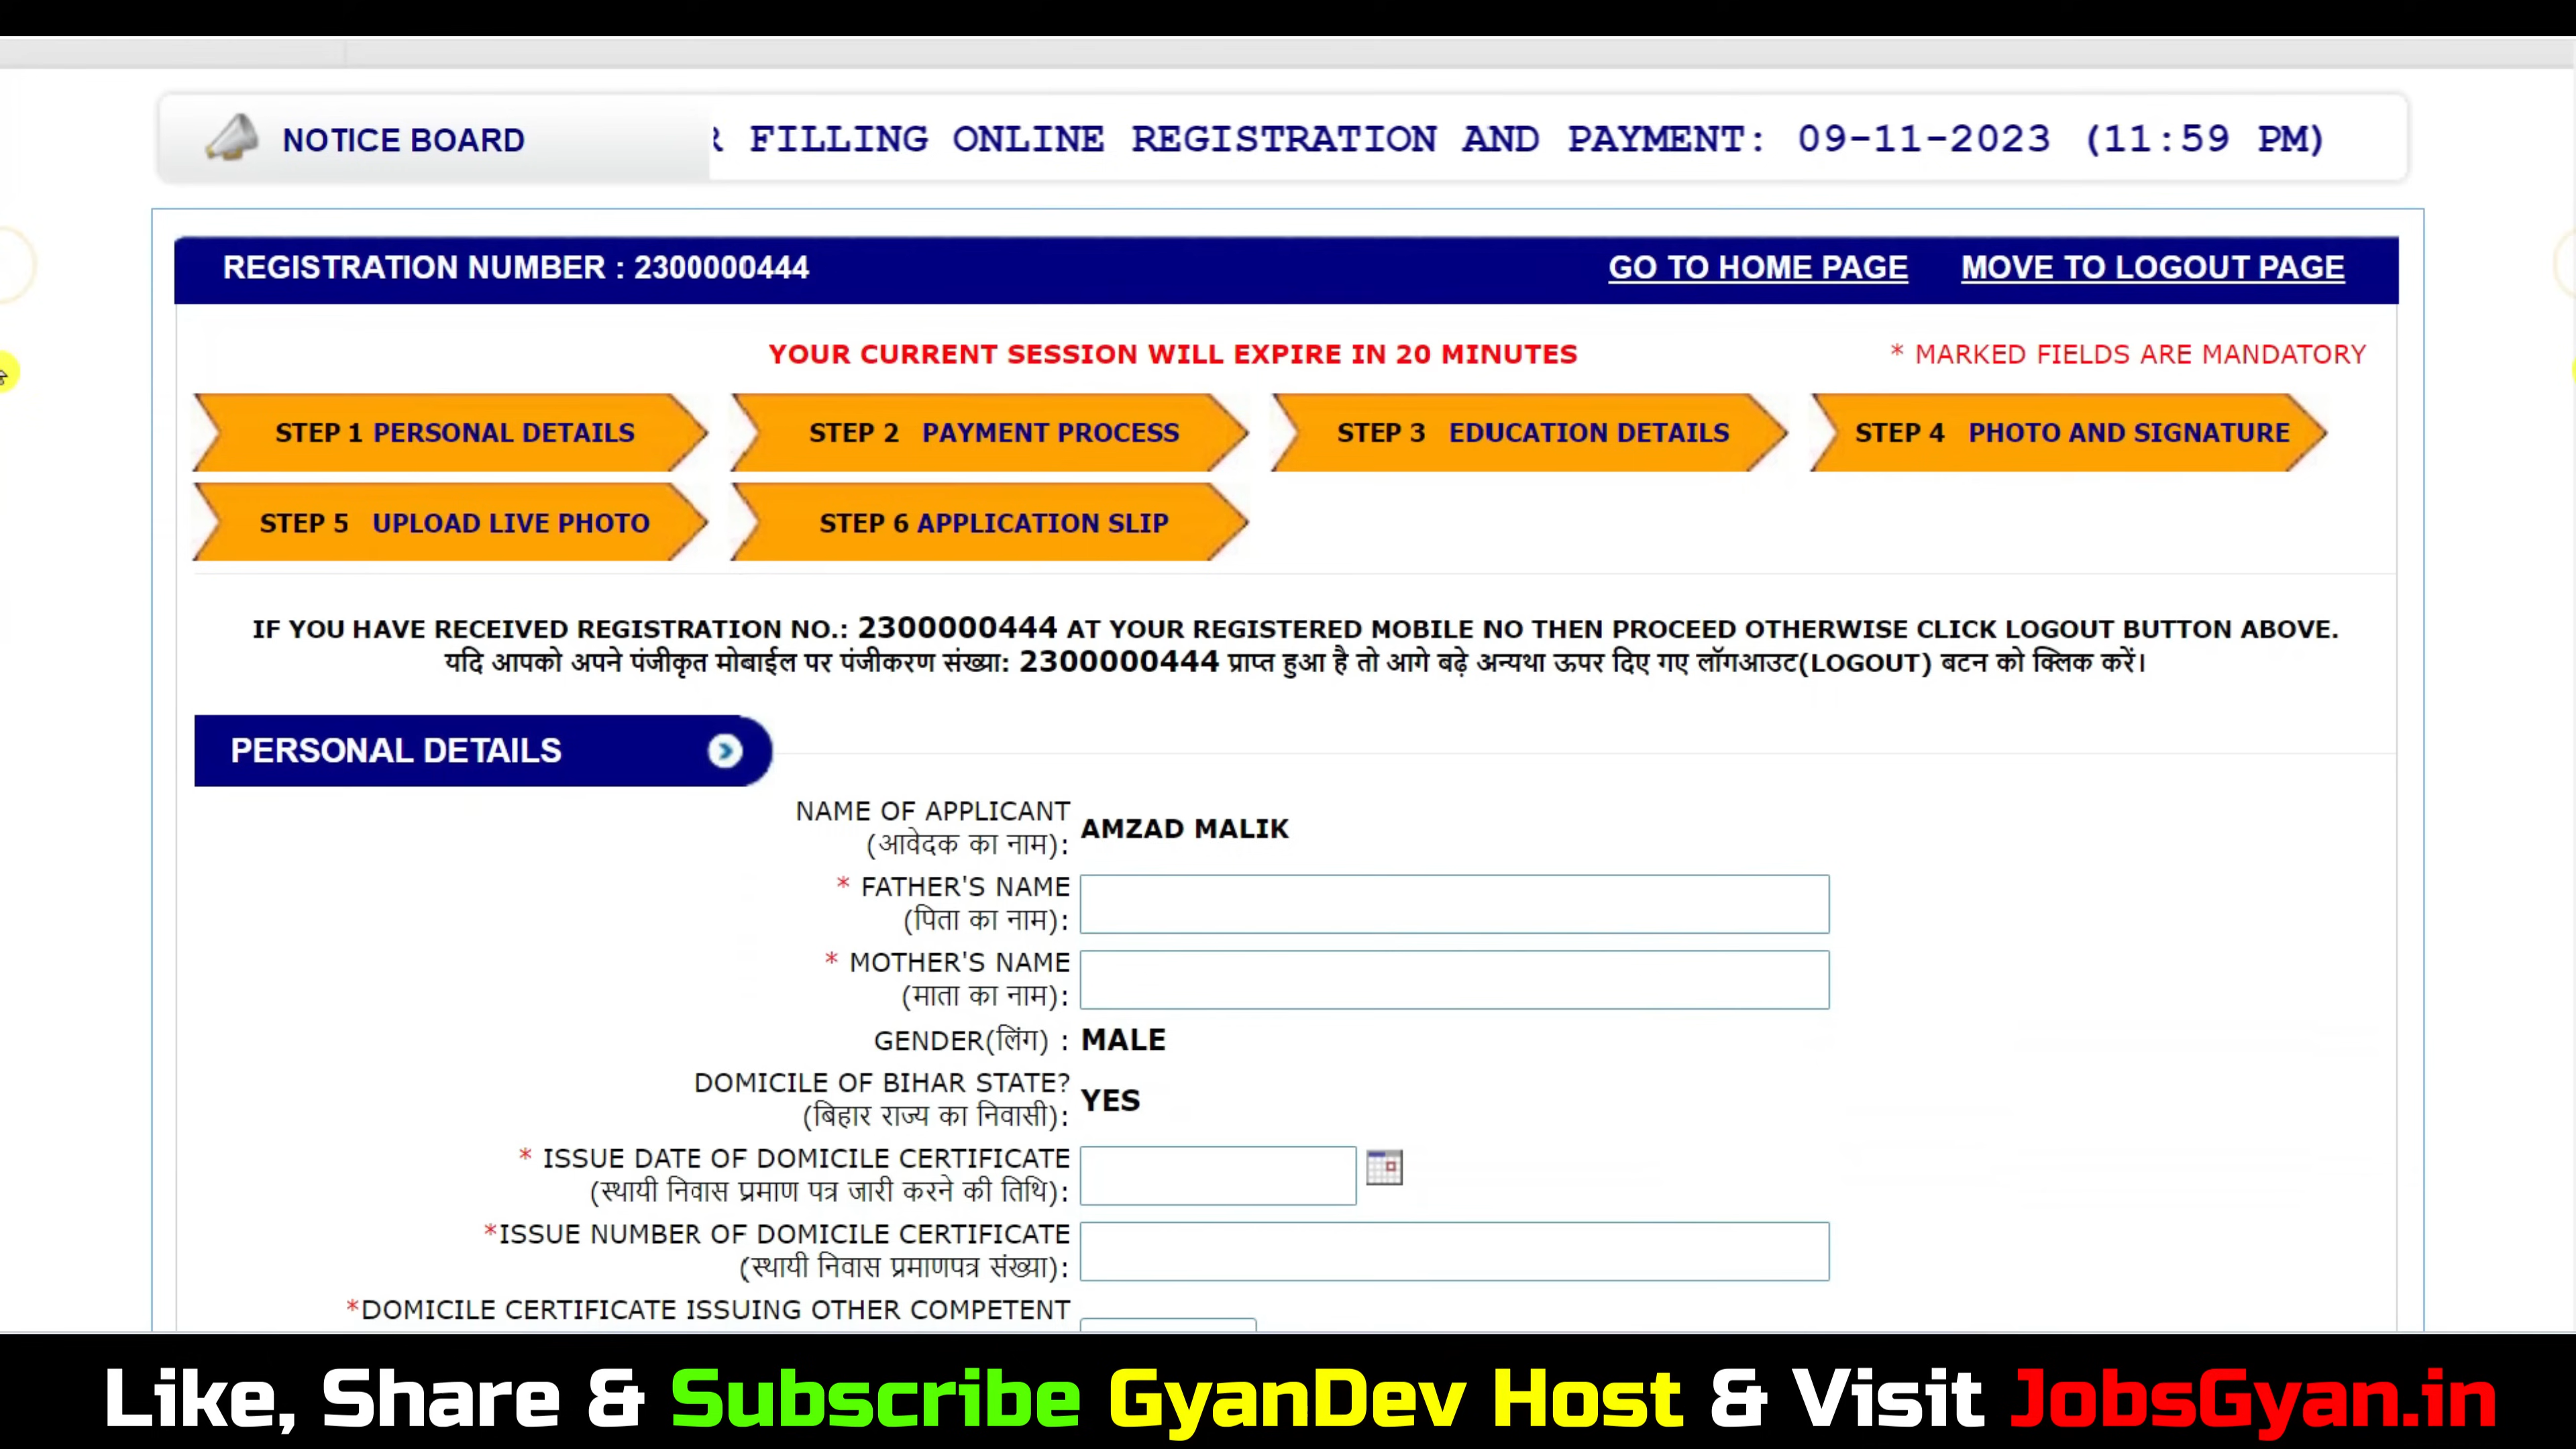 NOTICE BOARD
R FILLING ONLINE REGISTRATION AND PAYMENT: 09-11-2023 (11:59 PM)
REGISTRATION NUMBER : 2300000444
GO TO HOME PAGE
MOVE TO LOGOUT PAGE
YOUR CURRENT SESSION WILL EXPIRE IN 20 MINUTES
* MARKED FIELDS ARE MANDATORY
STEP 1 PERSONAL DETAILS
STEP 2 PAYMENT PROCESS
STEP 3 EDUCATION DETAILS
STEP 4 PHOTO AND SIGNATURE
STEP 5 UPLOAD LIVE PHOTO
STEP 6 APPLICATION SLIP
IF YOU HAVE RECEIVED REGISTRATION NO.: 2300000444 AT YOUR REGISTERED MOBILE NO THEN PROCEED OTHERWISE CLICK LOGOUT BUTTON ABOVE.
यदि आपको अपने पंजीकृत मोबाईल पर पंजीकरण संख्या: 2300000444 प्राप्त हुआ है तो आगे बढ़े अन्यथा ऊपर दिए गए लॉगआउट(LOGOUT) बटन को क्लिक करें।
PERSONAL DETAILS
NAME OF APPLICANT
(आवेदक का नाम):
AMZAD MALIK
* FATHER'S NAME
(पिता का नाम):
* MOTHER'S NAME
(माता का नाम):
GENDER(लिंग) : MALE
DOMICILE OF BIHAR STATE?
(बिहार राज्य का निवासी):
YES
* ISSUE DATE OF DOMICILE CERTIFICATE
(स्थायी निवास प्रमाण पत्र जारी करने की तिथि):
*ISSUE NUMBER OF DOMICILE CERTIFICATE
(स्थायी निवास प्रमाणपत्र संख्या):
*DOMICILE CERTIFICATE ISSUING OTHER COMPETENT
Like, Share & Subscribe GyanDev Host & Visit JobsGyan.in